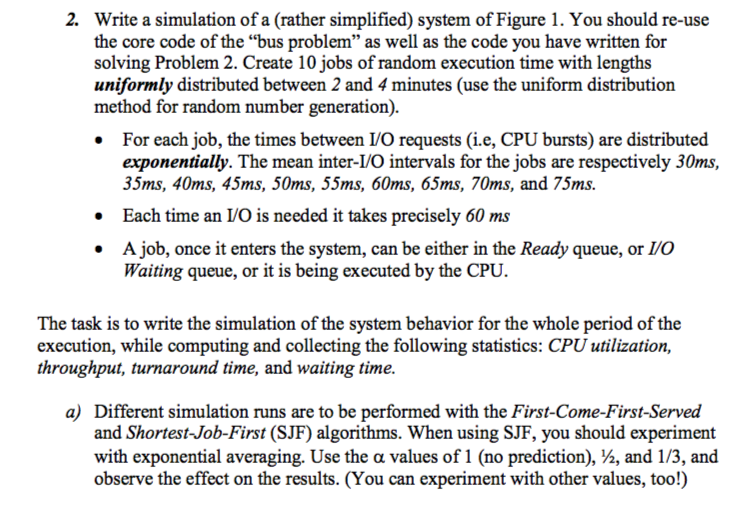 2. Write a simulation of a (rather simplified) system of Figure 1. You should re-use
the core code of the “bus problem” as well as the code you have written for
solving Problem 2. Create 10 jobs of random execution time with lengths
uniformly distributed between 2 and 4 minutes (use the uniform distribution
method for random number generation).
• For each job, the times between I/O requests (i.e, CPU bursts) are distributed
exponentially. The mean inter-I/O intervals for the jobs are respectively 30ms,
35ms, 40ms, 45ms, 50ms, 55ms, 60ms, 65ms, 70ms, and 75ms.
• Each time an I/O is needed it takes precisely 60 ms
• A job, once it enters the system, can be either in the Ready queue, or I/O
Waiting queue, or it is being executed by the CPU.
The task is to write the simulation of the system behavior for the whole period of the
execution, while computing and collecting the following statistics: CPU utilization,
throughput, turnaround time, and waiting time.
a) Different simulation runs are to be performed with the First-Come-First-Served
and Shortest-Job-First (SJF) algorithms. When using SJF, you should experiment
with exponential averaging. Use the α values of 1 (no prediction), ½, and 1/3, and
observe the effect on the results. (You can experiment with other values, too!)